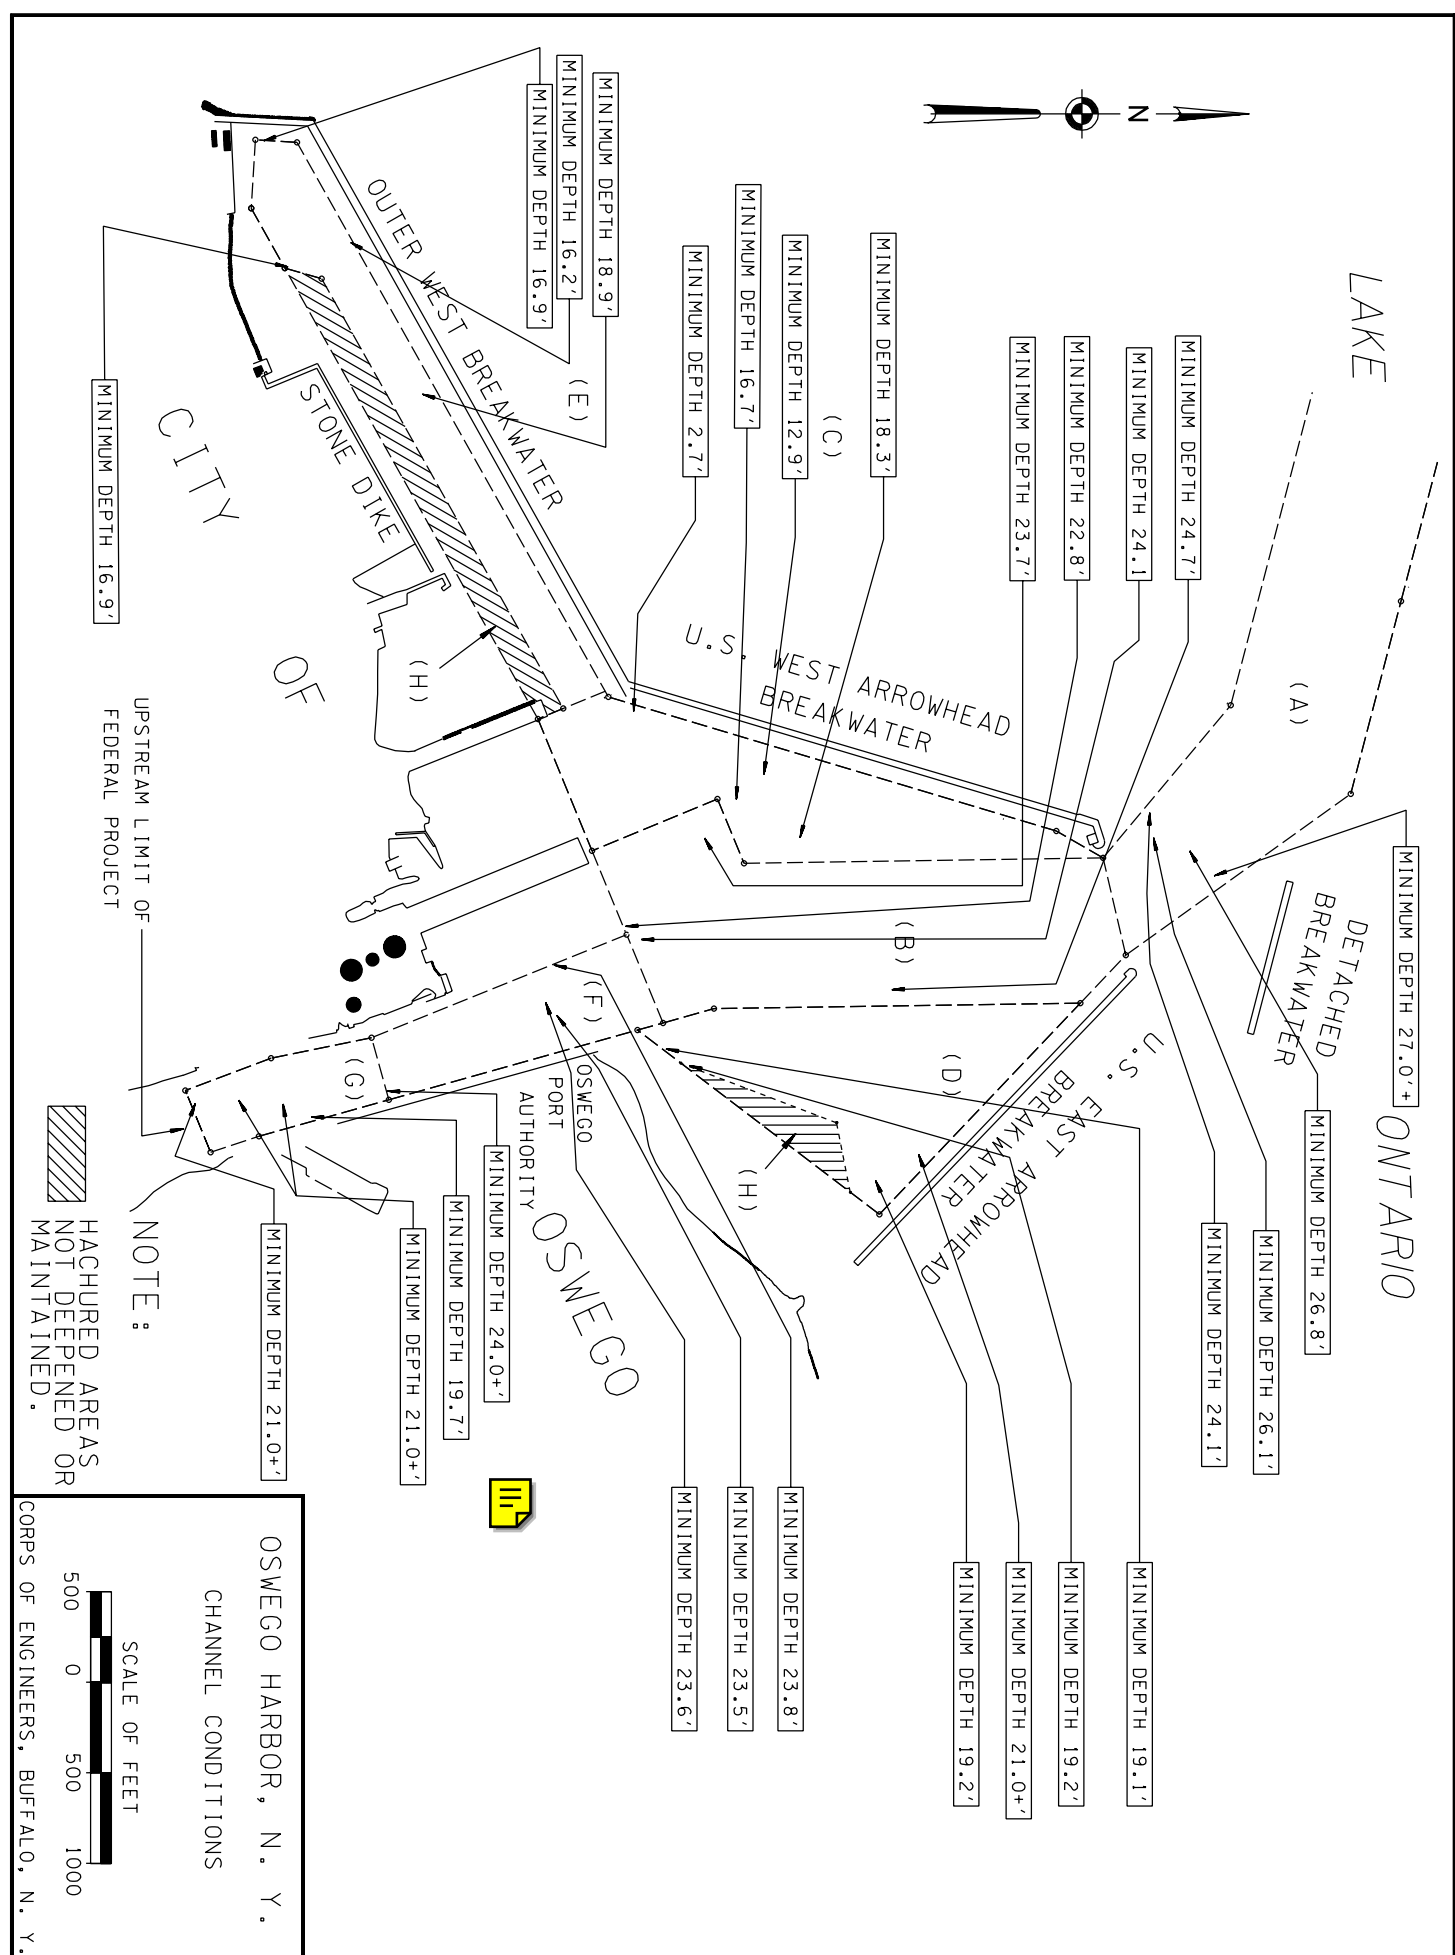 LAKE
ONTARIO
N
(A)
MINIMUM DEPTH 27.0'+
DETACHED
BREAKWATER
MINIMUM DEPTH 26.8'
MINIMUM DEPTH 26.1'
MINIMUM DEPTH 24.1'
MINIMUM DEPTH 24.7'
MINIMUM DEPTH 24.1
MINIMUM DEPTH 22.8'
MINIMUM DEPTH 23.7'
MINIMUM DEPTH 18.3'
(C)
MINIMUM DEPTH 12.9'
MINIMUM DEPTH 16.7'
MINIMUM DEPTH 2.7'
U.S. WEST ARROWHEAD
BREAKWATER
(B)
(D)
U.S. EAST ARROWHEAD
BREAKWATER
MINIMUM DEPTH 19.1'
MINIMUM DEPTH 19.2'
MINIMUM DEPTH 21.0+'
MINIMUM DEPTH 19.2'
(H)
MINIMUM DEPTH 18.9'
MINIMUM DEPTH 16.2'
MINIMUM DEPTH 16.9'
(E)
OUTER WEST BREAKWATER
STONE DIKE
(H)
MINIMUM DEPTH 16.9'
CITY
OF
OSWEGO
(F)
(G)
OSWEGO
PORT
AUTHORITY
MINIMUM DEPTH 23.8'
MINIMUM DEPTH 23.5'
MINIMUM DEPTH 23.6'
MINIMUM DEPTH 24.0+'
MINIMUM DEPTH 19.7'
MINIMUM DEPTH 21.0+'
MINIMUM DEPTH 21.0+'
UPSTREAM LIMIT OF
FEDERAL PROJECT
NOTE:
HACHURED AREAS
NOT DEEPENED OR
MAINTAINED.
OSWEGO HARBOR, N. Y.
CHANNEL CONDITIONS
SCALE OF FEET
500 0 500 1000
CORPS OF ENGINEERS, BUFFALO, N. Y.